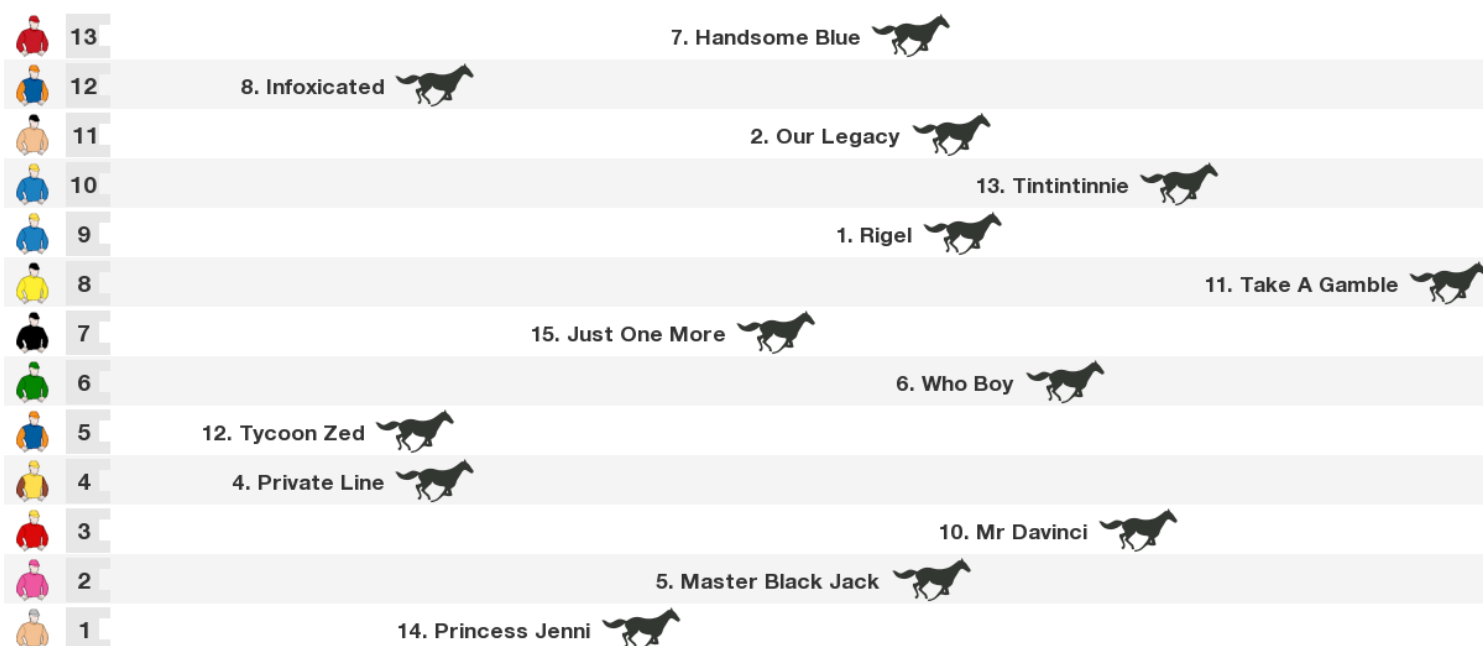 13 7. Handsome Blue
12 8. Infoxicated
11 2. Our Legacy
10 13. Tintintinnie
9 1. Rigel
8 11. Take A Gamble
7 15. Just One More
6 6. Who Boy
5 12. Tycoon Zed
4 4. Private Line
3 10. Mr Davinci
2 5. Master Black Jack
1 14. Princess Jenni